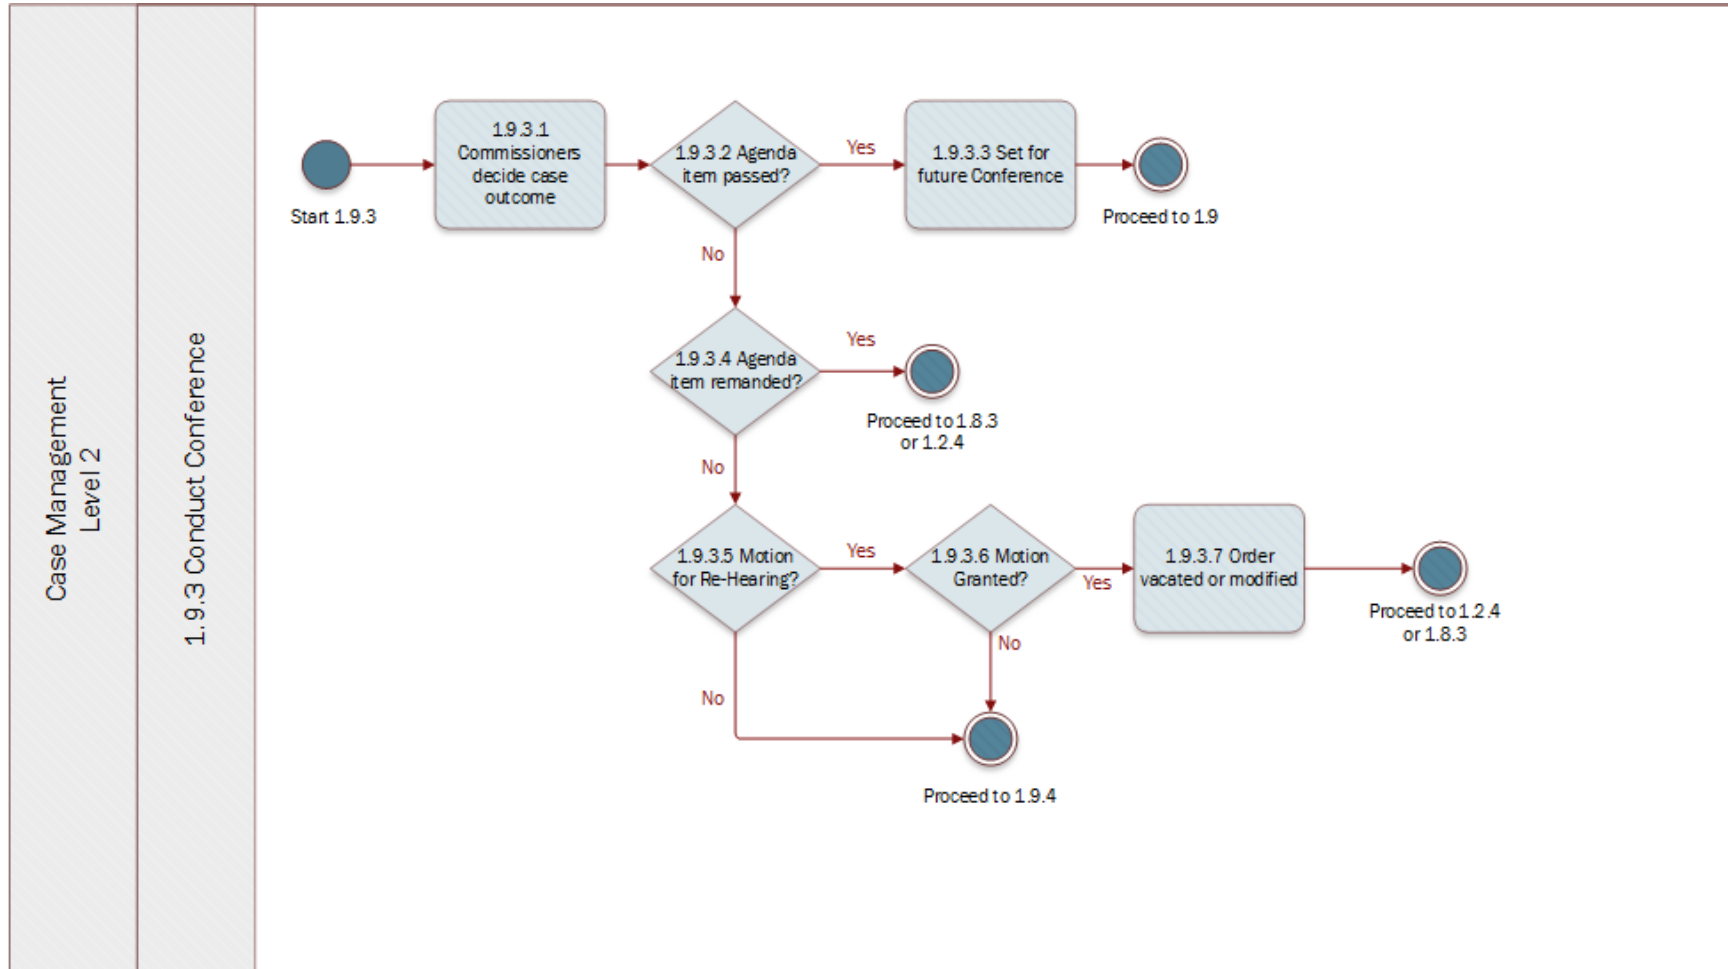 Case Management
Level 2
1.9.3 Conduct Conference
Start 1.9.3
1.9.3.1
Commissioners
decide case
outcome
1.9.3.2 Agenda
item passed?
Yes
1.9.3.3 Set for
future Conference
Proceed to 1.9
No
1.9.3.4 Agenda
item remanded?
Yes
Proceed to 1.8.3
or 1.2.4
No
1.9.3.5 Motion
for Re-Hearing?
Yes
1.9.3.6 Motion
Granted?
Yes
1.9.3.7 Order
vacated or modified
Proceed to 1.2.4
or 1.8.3
No
No
Proceed to 1.9.4